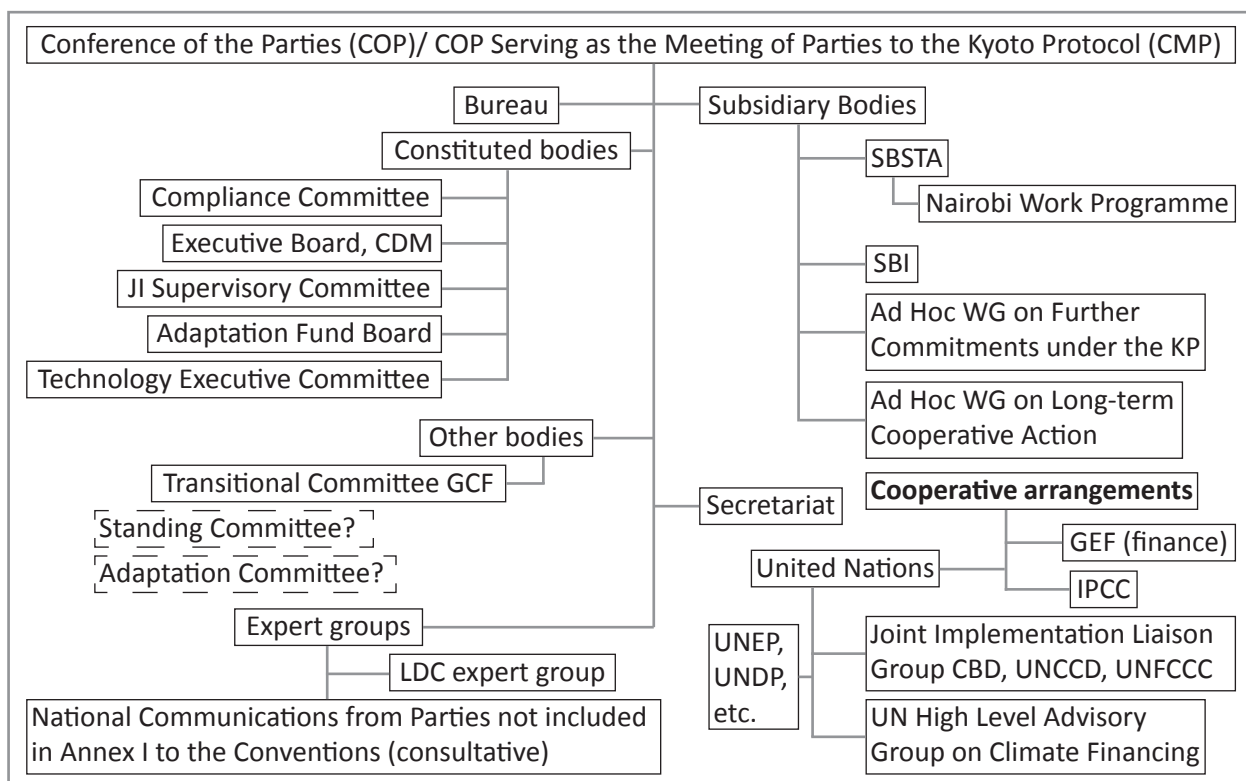 Conference of the Parties (COP)/ COP Serving as the Meeting of Parties to the Kyoto Protocol (CMP)
Bureau
Constituted bodies
Compliance Committee
Executive Board, CDM
JI Supervisory Committee
Adaptation Fund Board
Technology Executive Committee
Other bodies
Transitional Committee GCF
Standing Committee?
Adaptation Committee?
Expert groups
LDC expert group
National Communications from Parties not included
in Annex I to the Conventions (consultative)
Subsidiary Bodies
SBSTA
Nairobi Work Programme
SBI
Ad Hoc WG on Further
Commitments under the KP
Ad Hoc WG on Long-term
Cooperative Action
Secretariat
Cooperative arrangements
GEF (finance)
IPCC
United Nations
UNEP,
UNDP,
etc.
Joint Implementation Liaison
Group CBD, UNCCD, UNFCCC
UN High Level Advisory
Group on Climate Financing